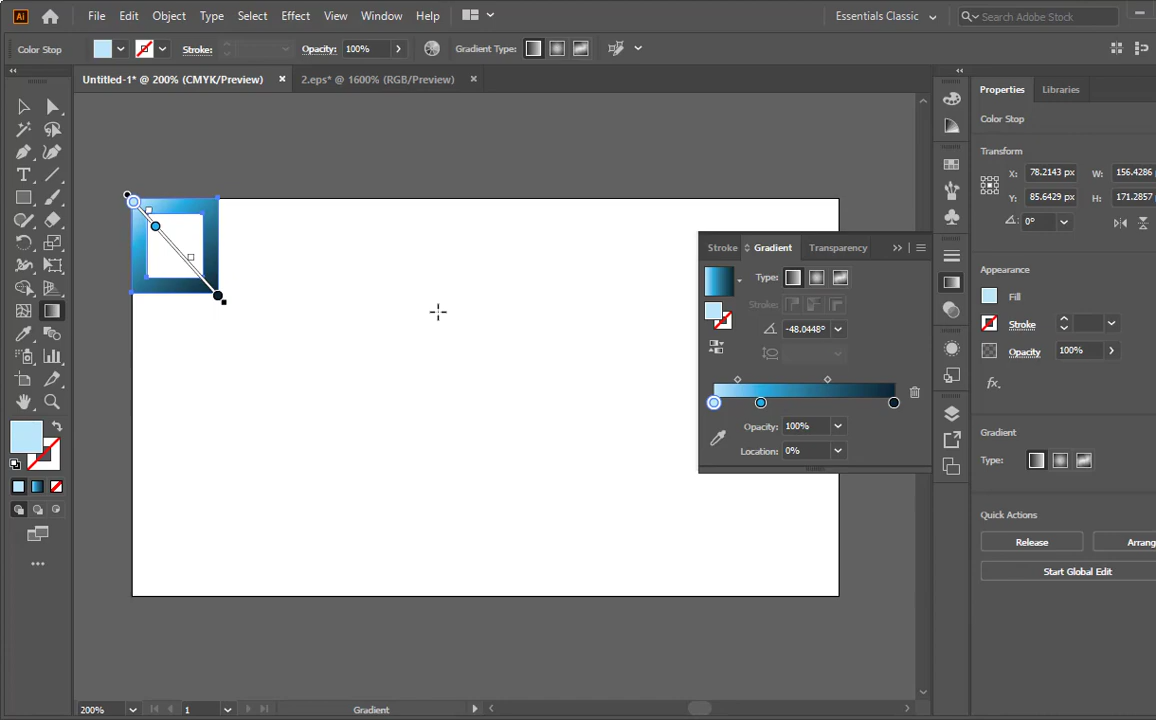 Ai File Edit Object Type Select Effect View Window Help Essentials Classic Search Adobe Stock
Color Stop Stroke: Opacity: 100% Gradient Type:
Untitled-1* @ 200% (CMYK/Preview) × 2.eps* @ 1600% (RGB/Preview) ×
Properties Libraries
Color Stop
Transform
X: 78.2143 px W: 156.4286
Y: 85.6429 px H: 171.2857
0°
Stroke Gradient Transparency
Type:
Stroke:
-48.0448°
Opacity: 100%
Location: 0%
Appearance
Fill
Stroke
Opacity 100%
fx.
Gradient
Type:
Quick Actions
Release Arrang
Start Global Edit
200% 1 Gradient